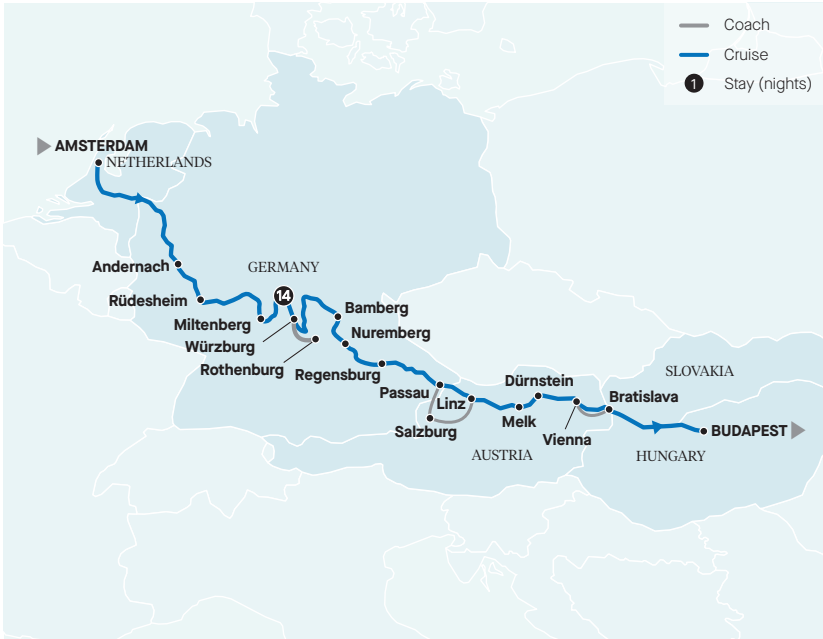 Coach
Cruise
1 Stay (nights)
AMSTERDAM
NETHERLANDS
Andernach
GERMANY
Rüdesheim
14
Miltenberg
Bamberg
Würzburg
Nuremberg
Rothenburg
Regensburg
SLOVAKIA
Passau
Dürnstein
Linz
Bratislava
Salzburg
Melk
Vienna
BUDAPEST
AUSTRIA
HUNGARY